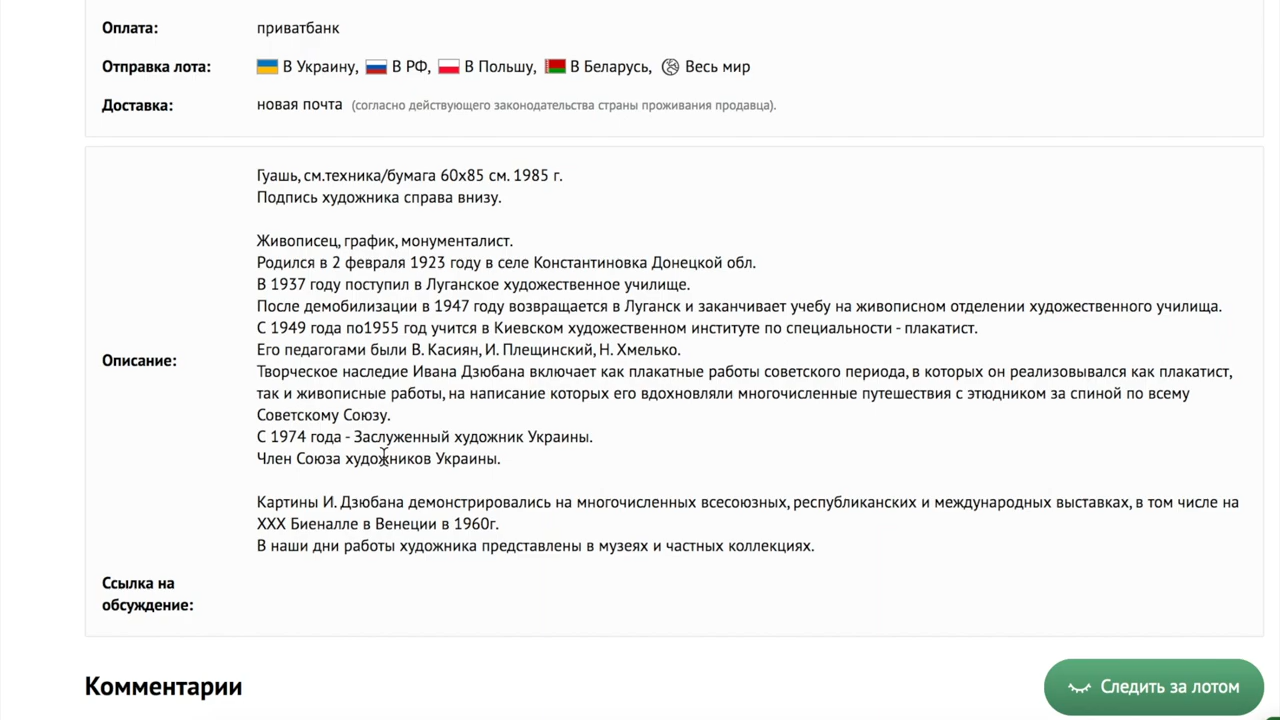 Оплата: приватбанк
Отправка лота: В Украину, В РФ, В Польшу, В Беларусь, Весь мир
Доставка: новая почта (согласно действующего законодательства страны проживания продавца).
Гуашь, см.техника/бумага 60х85 см. 1985 г.
Подпись художника справа внизу.
Живописец, график, монументалист.
Родился в 2 февраля 1923 году в селе Константиновка Донецкой обл.
В 1937 году поступил в Луганское художественное училище.
После демобилизации в 1947 году возвращается в Луганск и заканчивает учебу на живописном отделении художественного училища.
С 1949 года по1955 год учится в Киевском художественном институте по специальности - плакатист.
Его педагогами были В. Касиян, И. Плещинский, Н. Хмелько.
Описание:
Творческое наследие Ивана Дзюбана включает как плакатные работы советского периода, в которых он реализовывался как плакатист,
так и живописные работы, на написание которых его вдохновляли многочисленные путешествия с этюдником за спиной по всему
Советскому Союзу.
С 1974 года - Заслуженный художник Украины.
Член Союза художников Украины.
Картины И. Дзюбана демонстрировались на многочисленных всесоюзных, республиканских и международных выставках, в том числе на
ХХХ Биеналле в Венеции в 1960г.
В наши дни работы художника представлены в музеях и частных коллекциях.
Ссылка на
обсуждение:
Комментарии
Следить за лотом